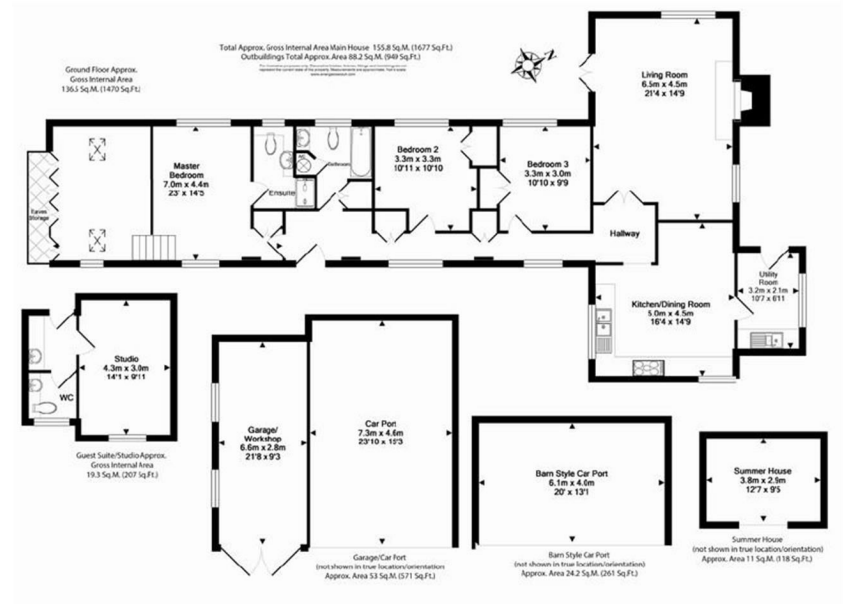 Total Approx. Gross Internal Area Main House 155.8 Sq.M. (1677 Sq.Ft.)
Outbuildings Total Approx. Area 88.2 Sq.M. (949 Sq.Ft.)
Ground Floor Approx.
Gross Internal Area
136.5 Sq.M. (1470 Sq.Ft.)
Living Room
6.5m x 4.5m
21'4 x 14'9
Eaves
Storage
Master
Bedroom
7.0m x 4.4m
23' x 14'5
Ensuite
Bathroom
Bedroom 2
3.3m x 3.3m
10'11 x 10'10
Bedroom 3
3.3m x 3.0m
10'10 x 9'9
Hallway
Kitchen/Dining Room
5.0m x 4.5m
16'4 x 14'9
Utility
Room
3.2m x 2.1m
10'7 x 6'11
Studio
4.3m x 3.0m
14'1 x 9'11
WC
Guest Suite/Studio Approx.
Gross Internal Area
19.3 Sq.M. (207 Sq.Ft.)
Garage/
Workshop
6.6m x 2.8m
21'8 x 9'3
Car Port
7.3m x 4.6m
23'10 x 15'3
Garage/Car Port
(not shown in true location/orientation)
Approx. Area 53 Sq.M. (571 Sq.Ft.)
Barn Style Car Port
6.1m x 4.0m
20' x 13'1
Barn Style Car Port
(not shown in true location/orientation)
Approx. Area 24.2 Sq.M. (261 Sq.Ft.)
Summer House
3.8m x 2.9m
12'7 x 9'5
Summer House
(not shown in true location/orientation)
Approx. Area 11 Sq.M. (118 Sq.Ft.)